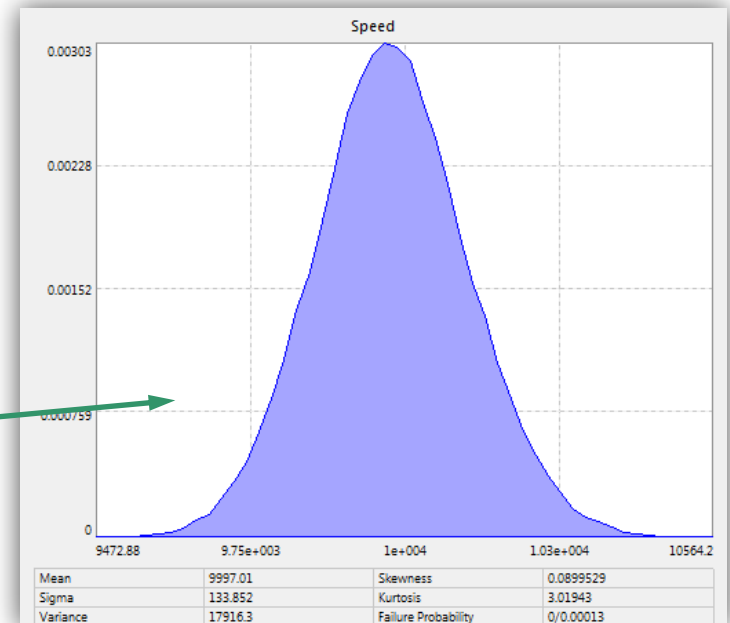 Speed
0.00303
0.00228
0.00152
0.000759
0
9472.88 9.75e+003 1e+004 1.03e+004 10564.2
Mean 9997.01 Skewness 0.0899529
Sigma 133.852 Kurtosis 3.01943
Variance 17916.3 Failure Probability 0/0.00013